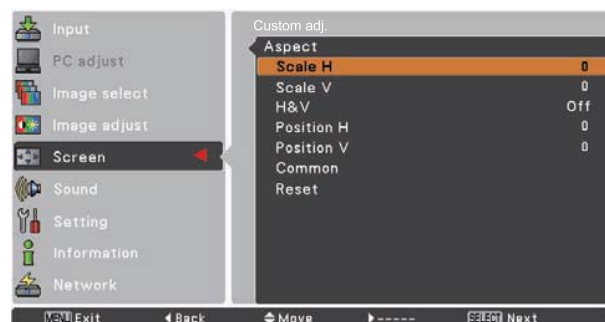 Input
PC adjust
Image select
Image adjust
Screen
Sound
Setting
Information
Network
Custom adj.
Aspect
Scale H 0
Scale V 0
H&V Off
Position H 0
Position V 0
Common
Reset
MENU Exit ◀Back ◆Move ▶----- SELECT Next